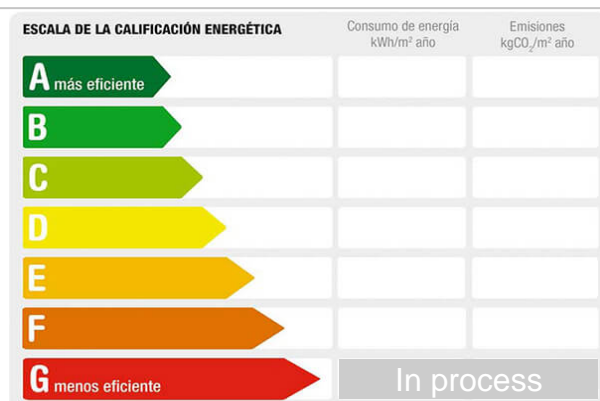 ESCALA DE LA CALIFICACIÓN ENERGÉTICA
Consumo de energía
kWh/m² año
Emisiones
kgCO₂/m² año
A más eficiente
B
C
D
E
F
G menos eficiente
In process